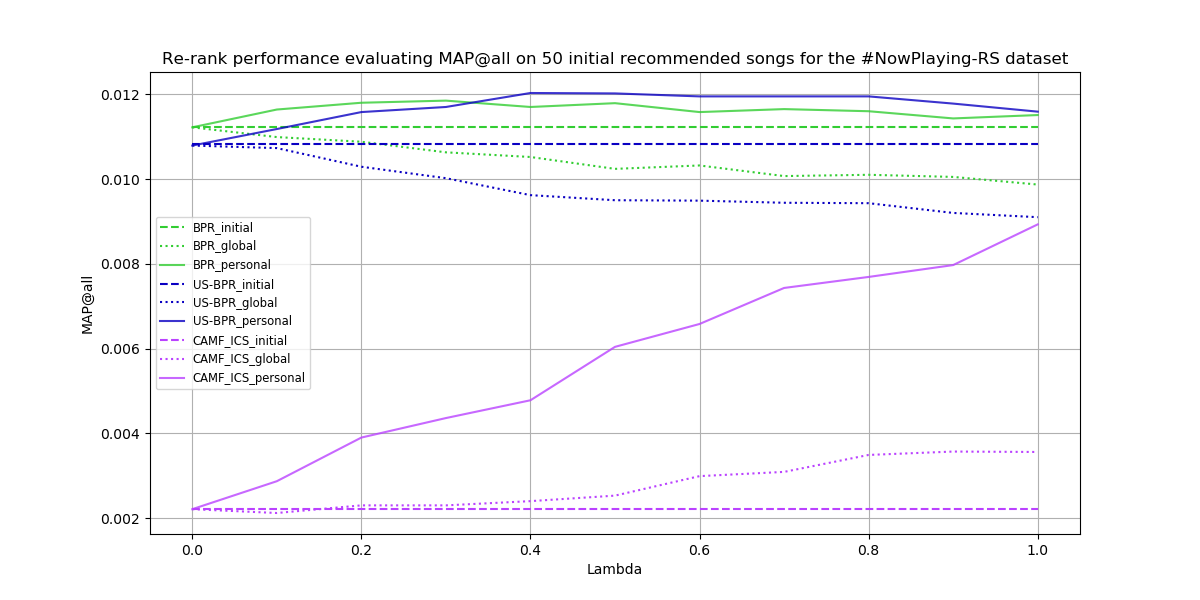 Re-rank performance evaluating MAP@all on 50 initial recommended songs for the #NowPlaying-RS dataset
0.012
0.010
0.008
0.006
0.004
0.002
MAP@all
BPR_initial
BPR_global
BPR_personal
US-BPR_initial
US-BPR_global
US-BPR_personal
CAMF_ICS_initial
CAMF_ICS_global
CAMF_ICS_personal
0.0 0.2 0.4 0.6 0.8 1.0
Lambda